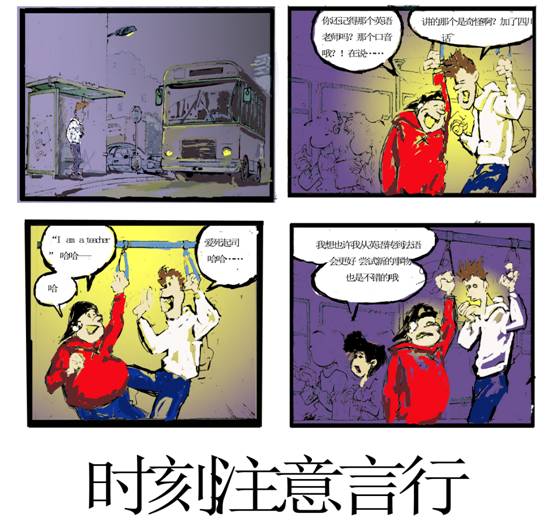 你还记得那个英语
老师吗？那个口音
哦？！在说……
讲的那个是奇怪啊？加了四川
话~
“I am a teacher
” 哈哈——
哈
爱死起司
哈哈……
我想也许我从英语转到法语
会更好 尝试新的事物
也是不错的哦
时刻注意言行